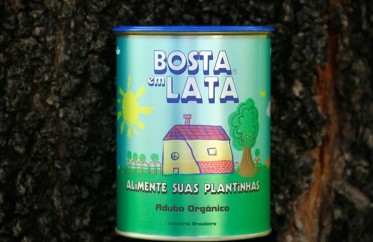 BOSTA
em
LATA
ALiMENTE SUAS PLANTiNHAS
Adubo Orgânico
Indústria Brasileira